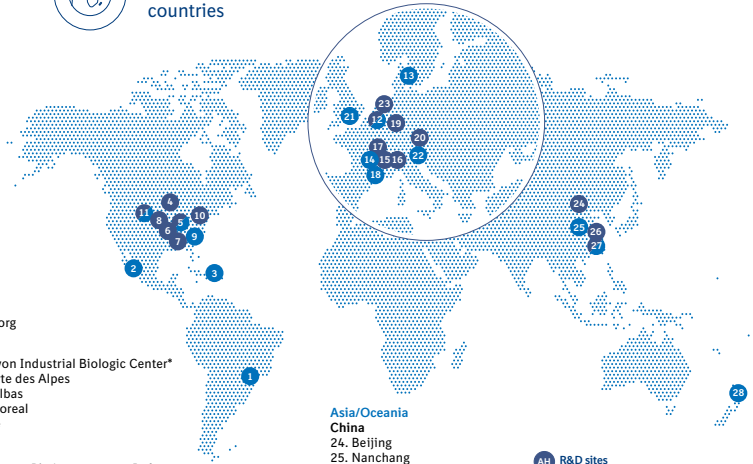 countries
13
23
21
12
19
20
17
14
15
16
22
18
4
11
10
8
5
6
9
7
2
3
1
24
25
26
27
28
org
yon Industrial Biologic Center*
te des Alpes
lbas
oreal
Asia/Oceania
China
24. Beijing
25. Nanchang
AH R&D sites